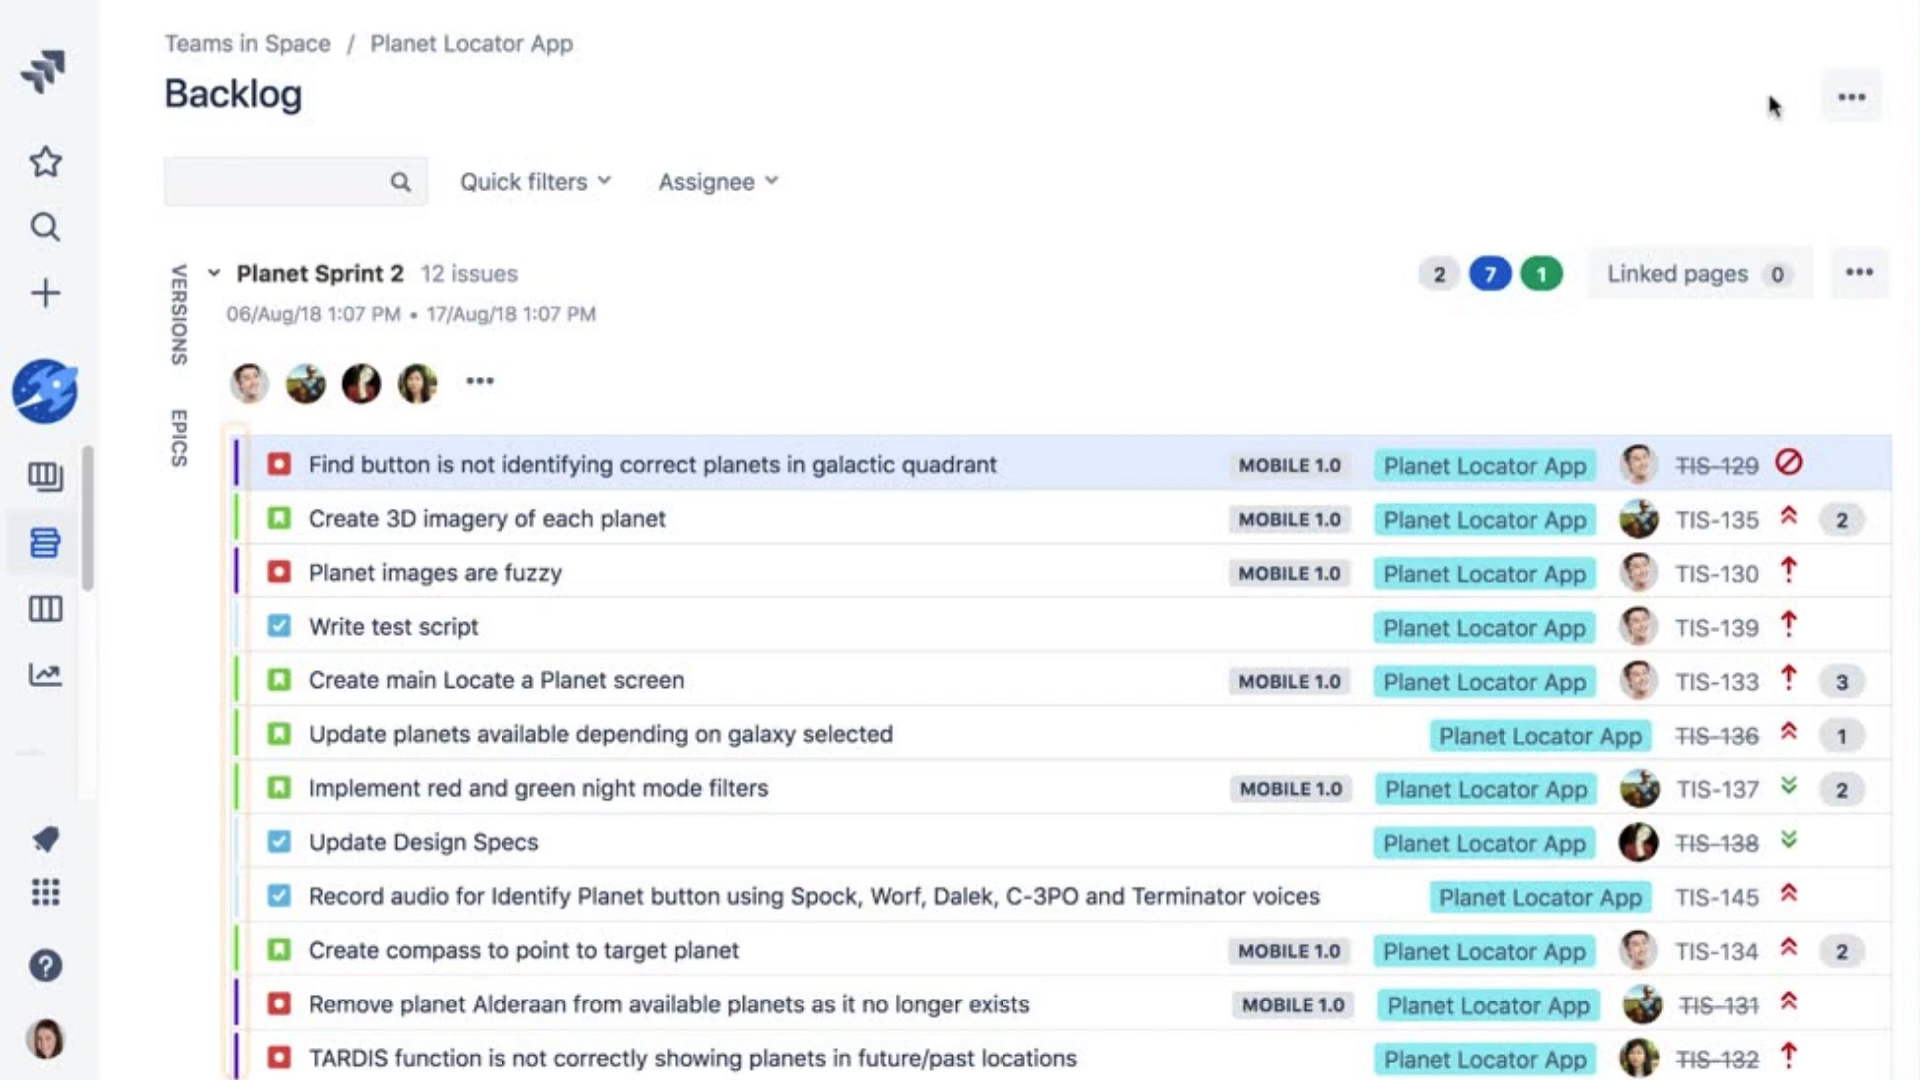 Teams in Space / Planet Locator App
Backlog
Quick filters Assignee
VERSIONS
EPICS
Planet Sprint 2 12 issues 2 7 1 Linked pages 0
06/Aug/18 1:07 PM • 17/Aug/18 1:07 PM
Find button is not identifying correct planets in galactic quadrant MOBILE 1.0 Planet Locator App TIS-129
Create 3D imagery of each planet MOBILE 1.0 Planet Locator App TIS-135 2
Planet images are fuzzy MOBILE 1.0 Planet Locator App TIS-130
Write test script Planet Locator App TIS-139
Create main Locate a Planet screen MOBILE 1.0 Planet Locator App TIS-133 3
Update planets available depending on galaxy selected Planet Locator App TIS-136 1
Implement red and green night mode filters MOBILE 1.0 Planet Locator App TIS-137 2
Update Design Specs Planet Locator App TIS-138
Record audio for Identify Planet button using Spock, Worf, Dalek, C-3PO and Terminator voices Planet Locator App TIS-145
Create compass to point to target planet MOBILE 1.0 Planet Locator App TIS-134 2
Remove planet Alderaan from available planets as it no longer exists MOBILE 1.0 Planet Locator App TIS-131
TARDIS function is not correctly showing planets in future/past locations Planet Locator App TIS-132